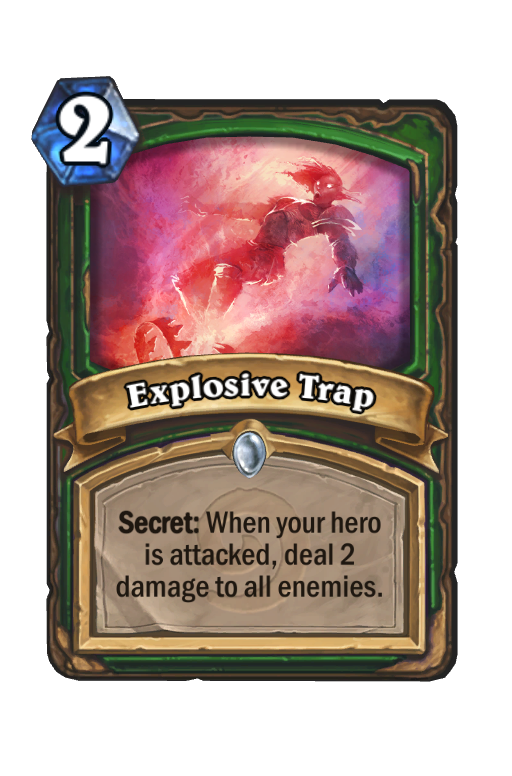 2
Explosive Trap
Secret: When your hero
is attacked, deal 2
damage to all enemies.